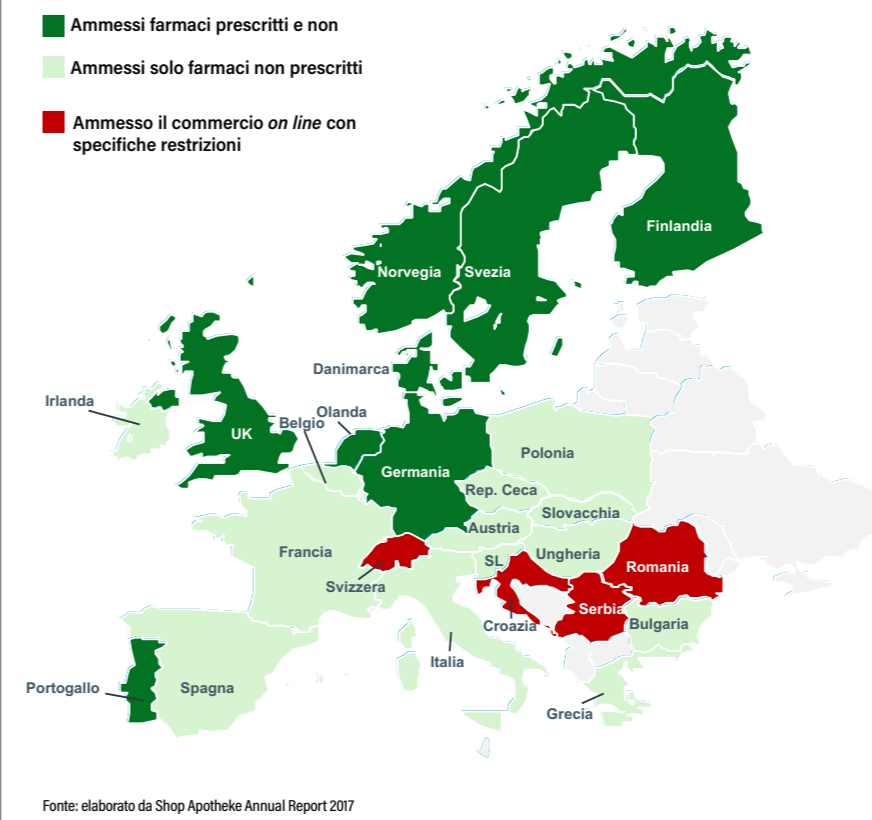 Ammessi farmaci prescritti e non
Ammessi solo farmaci non prescritti
Ammesso il commercio on line con
specifiche restrizioni
Finlandia
Norvegia
Svezia
Danimarca
Irlanda
Olanda
Belgio
UK
Polonia
Germania
Rep. Ceca
Slovacchia
Austria
Francia
SL
Ungheria
Romania
Svizzera
Serbia
Croazia
Bulgaria
Italia
Portogallo
Spagna
Grecia
Fonte: elaborato da Shop Apotheke Annual Report 2017